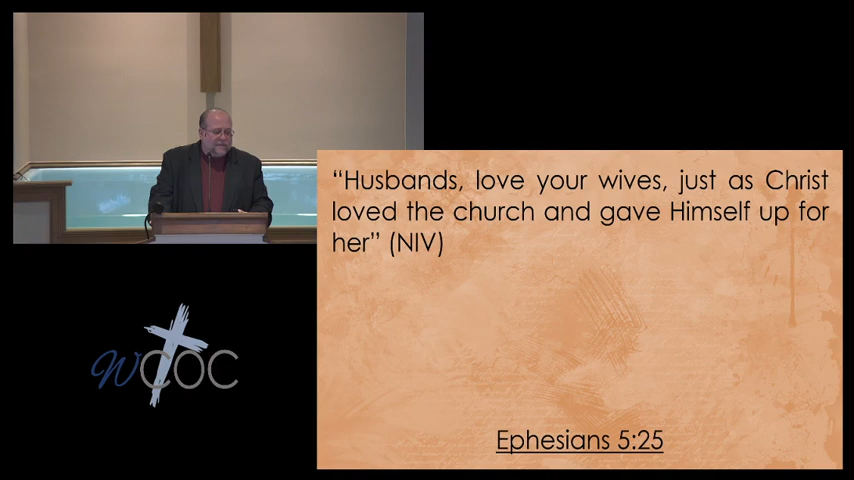 “Husbands, love your wives, just as Christ
loved the church and gave Himself up for
her” (NIV)
WCOC
Ephesians 5:25